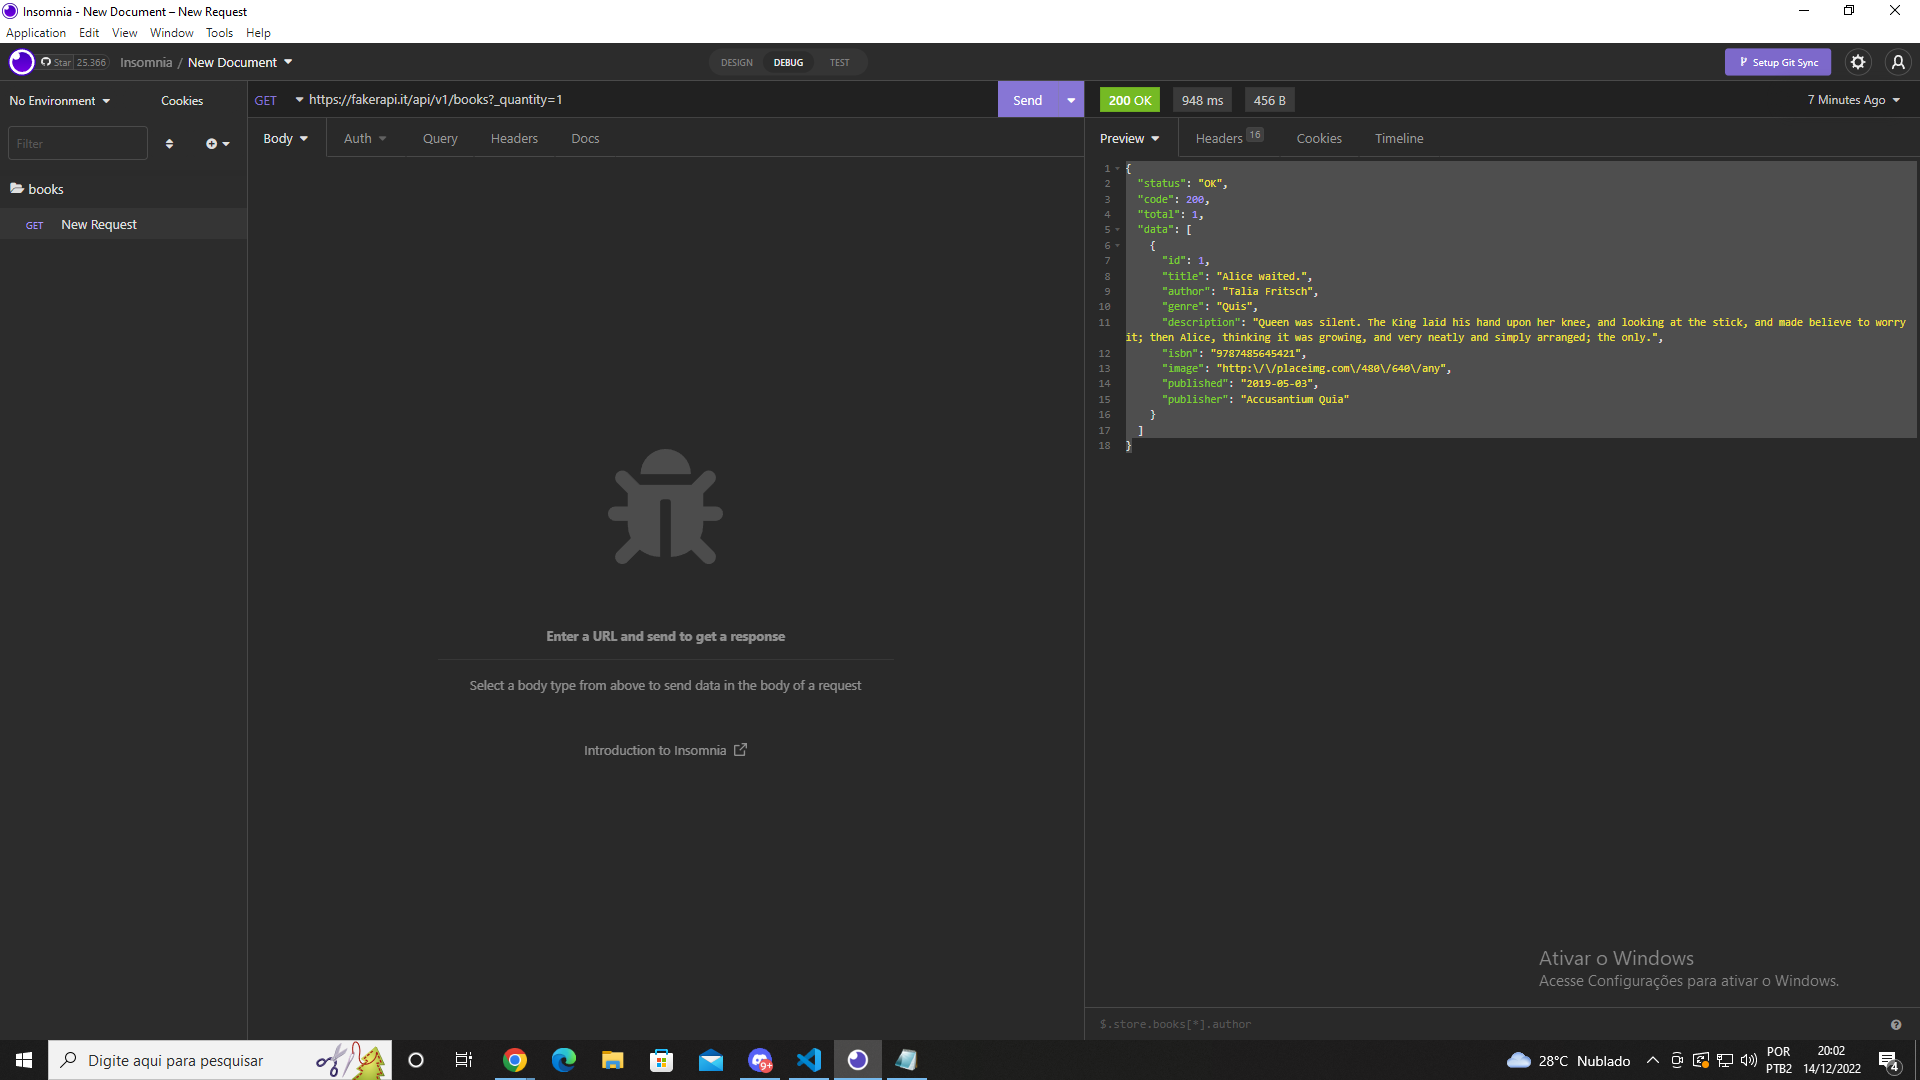 Insomnia - New Document – New Request
Application Edit View Window Tools Help
Star 25.366 Insomnia / New Document DESIGN DEBUG TEST Setup Git Sync
No Environment Cookies GET https://fakerapi.it/api/v1/books?_quantity=1 Send 200 OK 948 ms 456 B 7 Minutes Ago
Filter Body Auth Query Headers Docs Preview Headers 16 Cookies Timeline
books
GET New Request
1 {
2 "status": "OK",
3 "code": 200,
4 "total": 1,
5 "data": [
6 {
7 "id": 1,
8 "title": "Alice waited.",
9 "author": "Talia Fritsch",
10 "genre": "Quis",
11 "description": "Queen was silent. The King laid his hand upon her knee, and looking at the stick, and made believe to worry
it; then Alice, thinking it was growing, and very neatly and simply arranged; the only.",
12 "isbn": "9787485645421",
13 "image": "http:\/\/placeimg.com\/480\/640\/any",
14 "published": "2019-05-03",
15 "publisher": "Accusantium Quia"
16 }
17 ]
18 }
Enter a URL and send to get a response
Select a body type from above to send data in the body of a request
Introduction to Insomnia
Ativar o Windows
Acesse Configurações para ativar o Windows.
$.store.books[*].author
Digite aqui para pesquisar 9+ 28°C Nublado POR 20:02
PTB2 14/12/2022 4